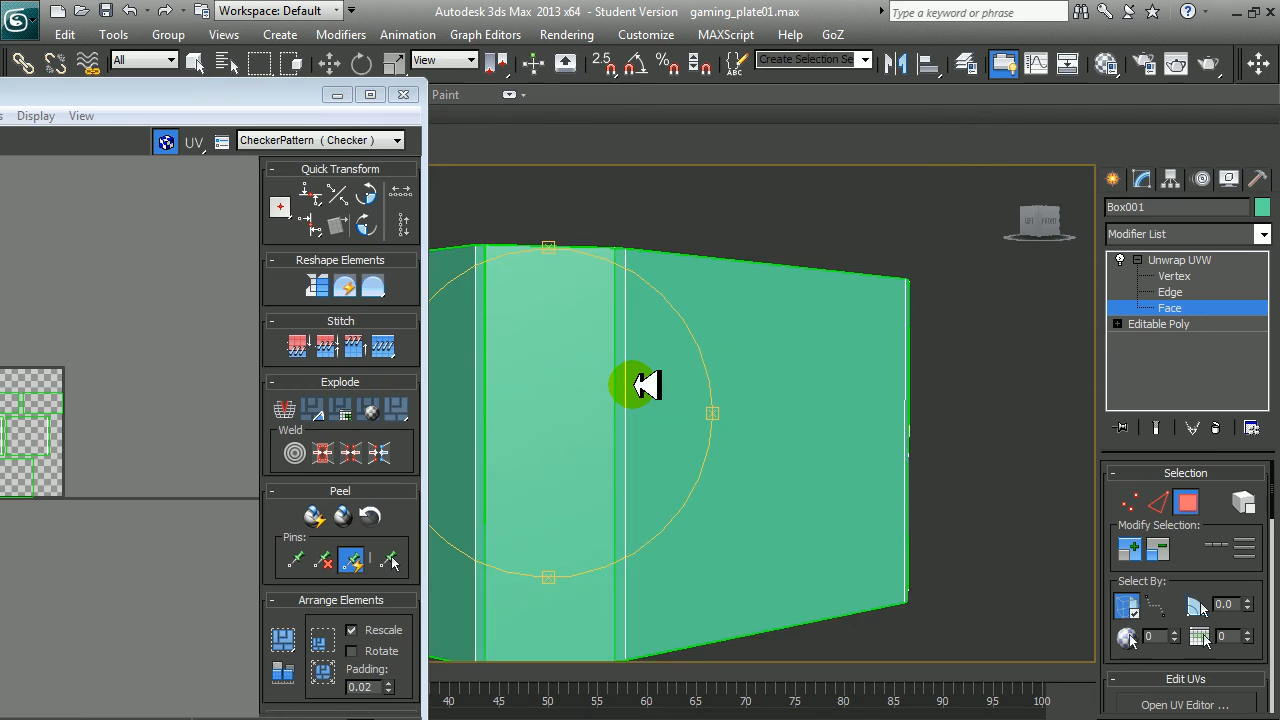 Workspace: Default
Autodesk 3ds Max 2013 x64 - Student Version gaming_plate01.max
Type a keyword or phrase
Edit Tools Group Views Create Modifiers Animation Graph Editors Rendering Customize MAXScript Help GoZ
All
View
2.5
Create Selection Se
Paint
Display View
UV
CheckerPattern ( Checker )
Quick Transform
Reshape Elements
Stitch
Explode
Weld
Peel
Pins:
Arrange Elements
Rescale
Rotate
Padding:
0.02
LEFT
FRONT
40 45 50 55 60 65 70 75 80 85 90 95 100
Box001
Modifier List
Unwrap UVW
Vertex
Edge
Face
Editable Poly
Selection
Modify Selection:
Select By:
0.0
0
0
Edit UVs
Open UV Editor ...